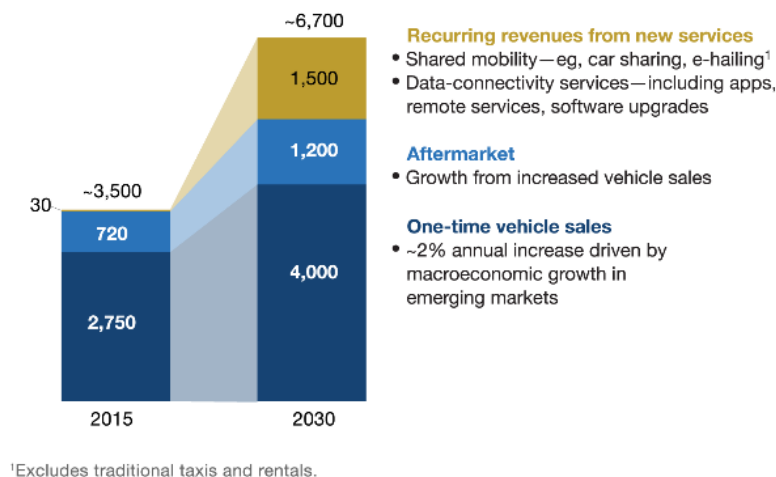 ~6,700
1,500
1,200
4,000
~3,500
30
720
2,750
2015
2030
Recurring revenues from new services
• Shared mobility—eg, car sharing, e-hailing¹
• Data-connectivity services—including apps,
remote services, software upgrades
Aftermarket
• Growth from increased vehicle sales
One-time vehicle sales
• ~2% annual increase driven by
macroeconomic growth in
emerging markets
¹Excludes traditional taxis and rentals.